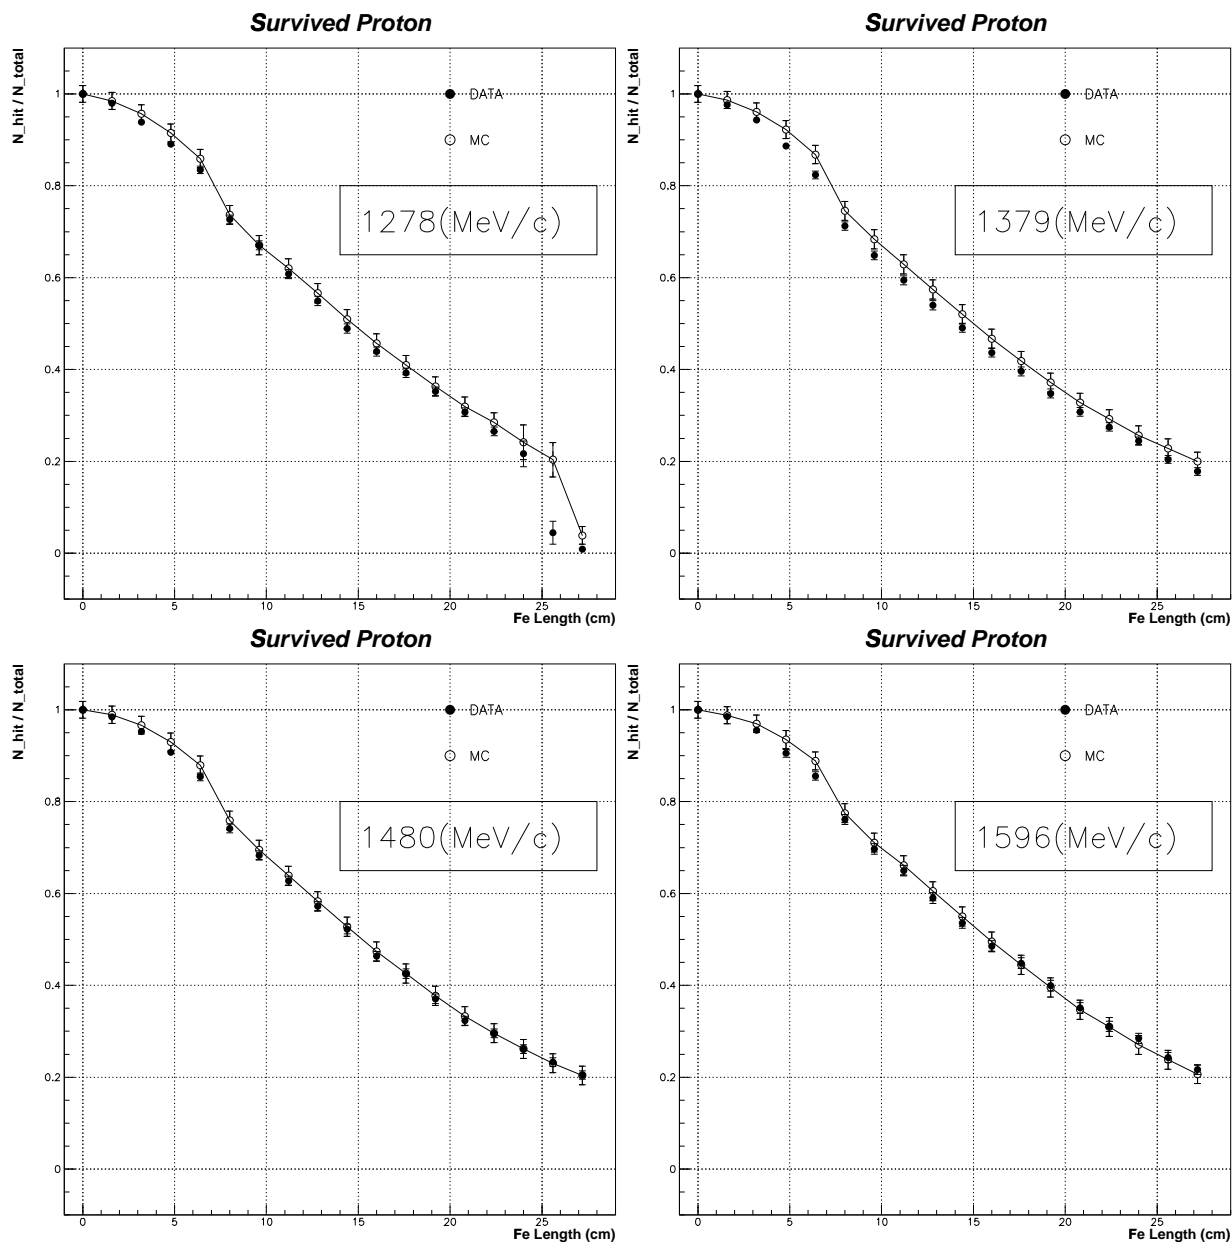 Survived Proton
N_hit / N_total
1
0.8
0.6
0.4
0.2
0
DATA
MC
1278(MeV/c)
0 5 10 15 20 25
Fe Length (cm)
Survived Proton
N_hit / N_total
1
0.8
0.6
0.4
0.2
0
DATA
MC
1379(MeV/c)
0 5 10 15 20 25
Fe Length (cm)
Survived Proton
N_hit / N_total
1
0.8
0.6
0.4
0.2
0
DATA
MC
1480(MeV/c)
0 5 10 15 20 25
Fe Length (cm)
Survived Proton
N_hit / N_total
1
0.8
0.6
0.4
0.2
0
DATA
MC
1596(MeV/c)
0 5 10 15 20 25
Fe Length (cm)